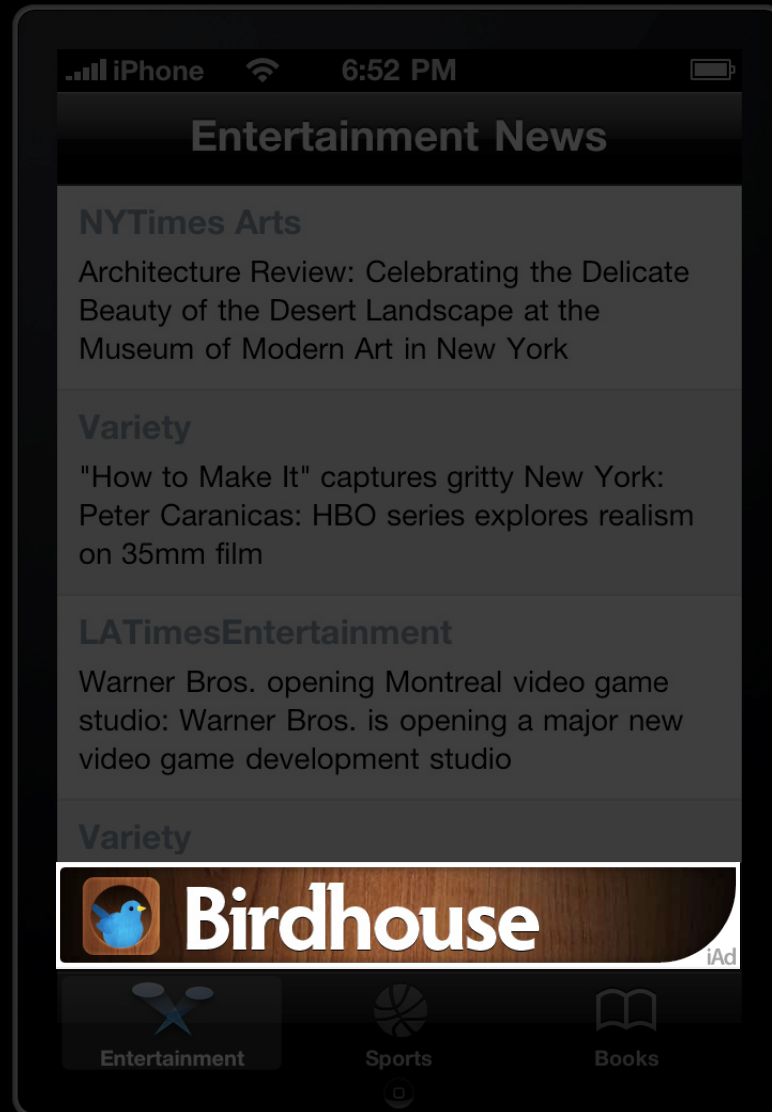 iPhone 6:52 PM
Entertainment News
NYTimes Arts
Architecture Review: Celebrating the Delicate
Beauty of the Desert Landscape at the
Museum of Modern Art in New York
Variety
"How to Make It" captures gritty New York:
Peter Caranicas: HBO series explores realism
on 35mm film
LATimesEntertainment
Warner Bros. opening Montreal video game
studio: Warner Bros. is opening a major new
video game development studio
Variety
Birdhouse
iAd
Entertainment Sports Books